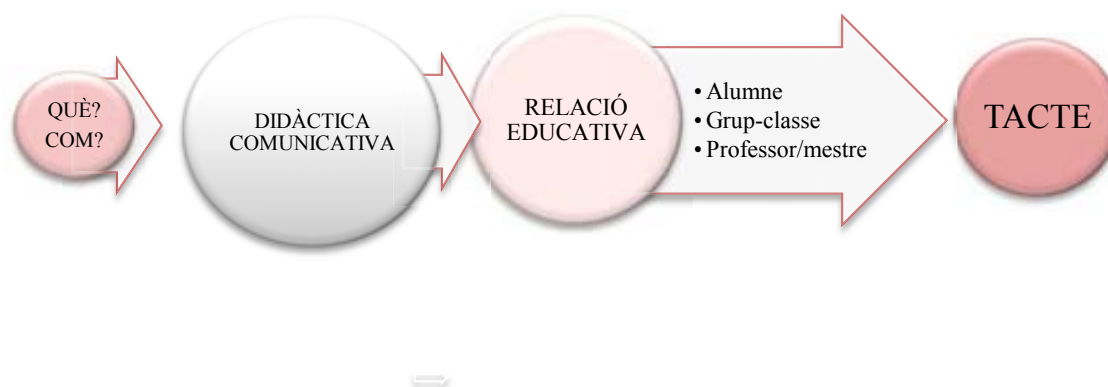 QUÈ?
COM?
DIDÀCTICA
COMUNICATIVA
RELACIÓ
EDUCATIVA
• Alumne
• Grup-classe
• Professor/mestre
TACTE